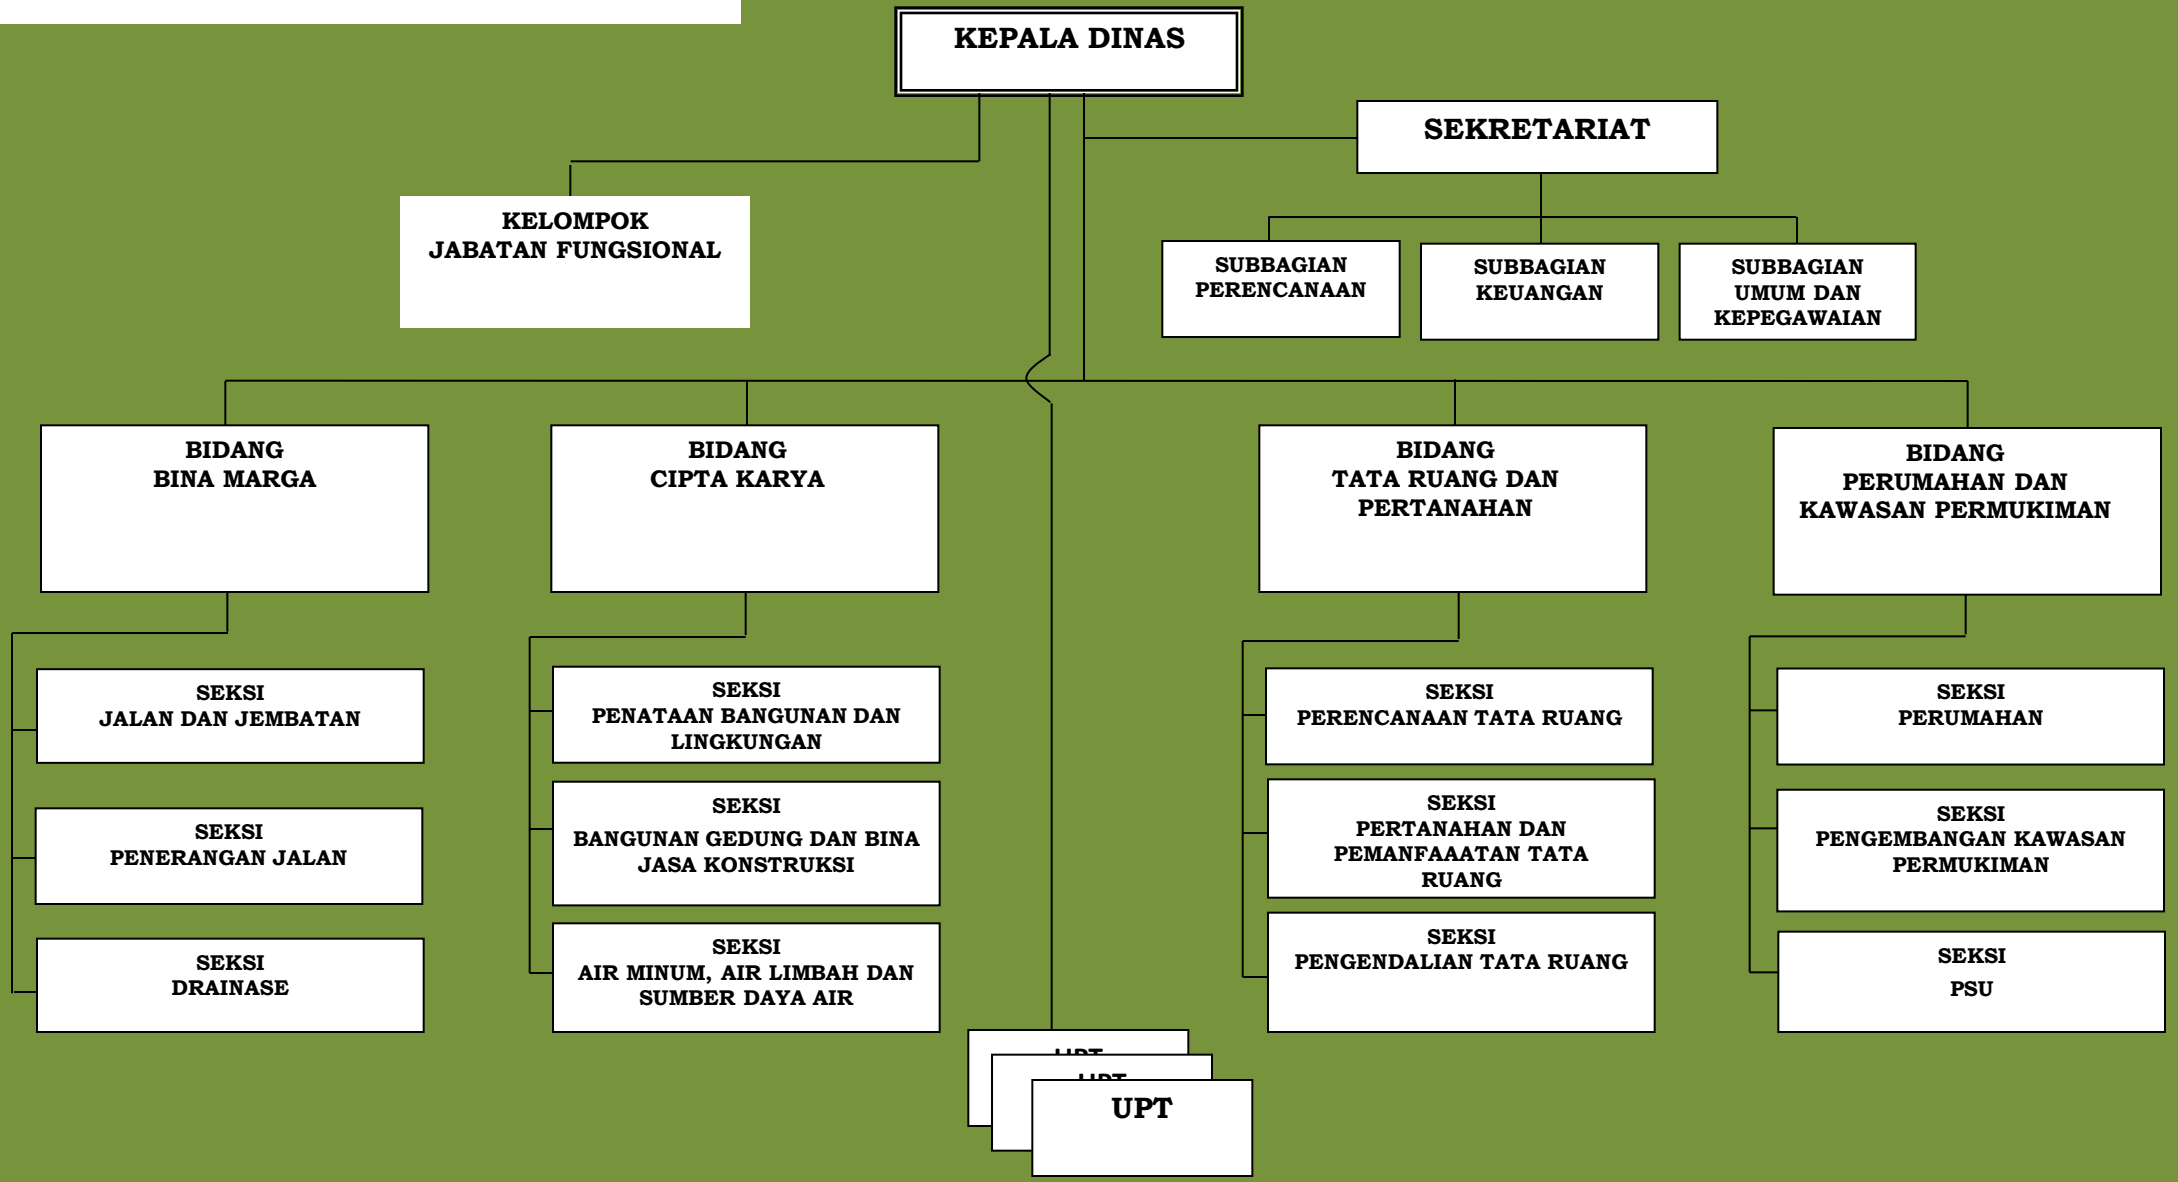 KEPALA DINAS
SEKRETARIAT
KELOMPOK
JABATAN FUNGSIONAL
SUBBAGIAN
PERENCANAAN
SUBBAGIAN
KEUANGAN
SUBBAGIAN
UMUM DAN
KEPEGAWAIAN
BIDANG
BINA MARGA
BIDANG
CIPTA KARYA
BIDANG
TATA RUANG DAN
PERTANAHAN
BIDANG
PERUMAHAN DAN
KAWASAN PERMUKIMAN
SEKSI
JALAN DAN JEMBATAN
SEKSI
PENERANGAN JALAN
SEKSI
DRAINASE
SEKSI
PENATAAN BANGUNAN DAN
LINGKUNGAN
SEKSI
BANGUNAN GEDUNG DAN BINA
JASA KONSTRUKSI
SEKSI
AIR MINUM, AIR LIMBAH DAN
SUMBER DAYA AIR
SEKSI
PERENCANAAN TATA RUANG
SEKSI
PERTANAHAN DAN
PEMANFAAATAN TATA
RUANG
SEKSI
PENGENDALIAN TATA RUANG
SEKSI
PERUMAHAN
SEKSI
PENGEMBANGAN KAWASAN
PERMUKIMAN
SEKSI
PSU
UPT
UPT
UPT